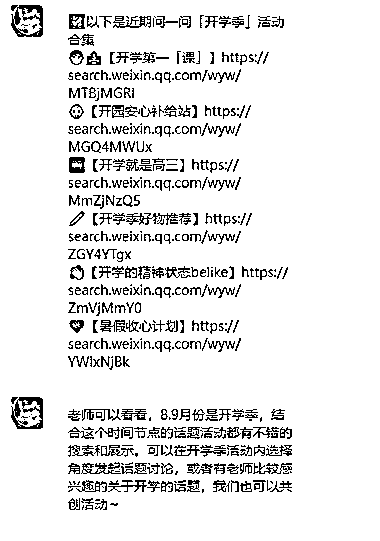 以下是近期问一问「开学季」活动
合集
【开学第一「课」】https://
search.weixin.qq.com/wyw/
MTBjMGRi
【开园安心补给站】https://
search.weixin.qq.com/wyw/
MGQ4MWUx
【开学就是高三】https://
search.weixin.qq.com/wyw/
MmZjNzQ5
【开学季好物推荐】https://
search.weixin.qq.com/wyw/
ZGY4YTgx
【开学的精神状态belike】https://
search.weixin.qq.com/wyw/
ZmVjMmY0
【暑假收心计划】https://
search.weixin.qq.com/wyw/
YWIxNjBk
老师可以看看，8.9月份是开学季，结
合这个时间节点的话题活动都有不错的
搜索和展示。可以在开学季活动内选择
角度发起话题讨论，或者有老师比较感
兴趣的关于开学的话题，我们也可以共
创活动~